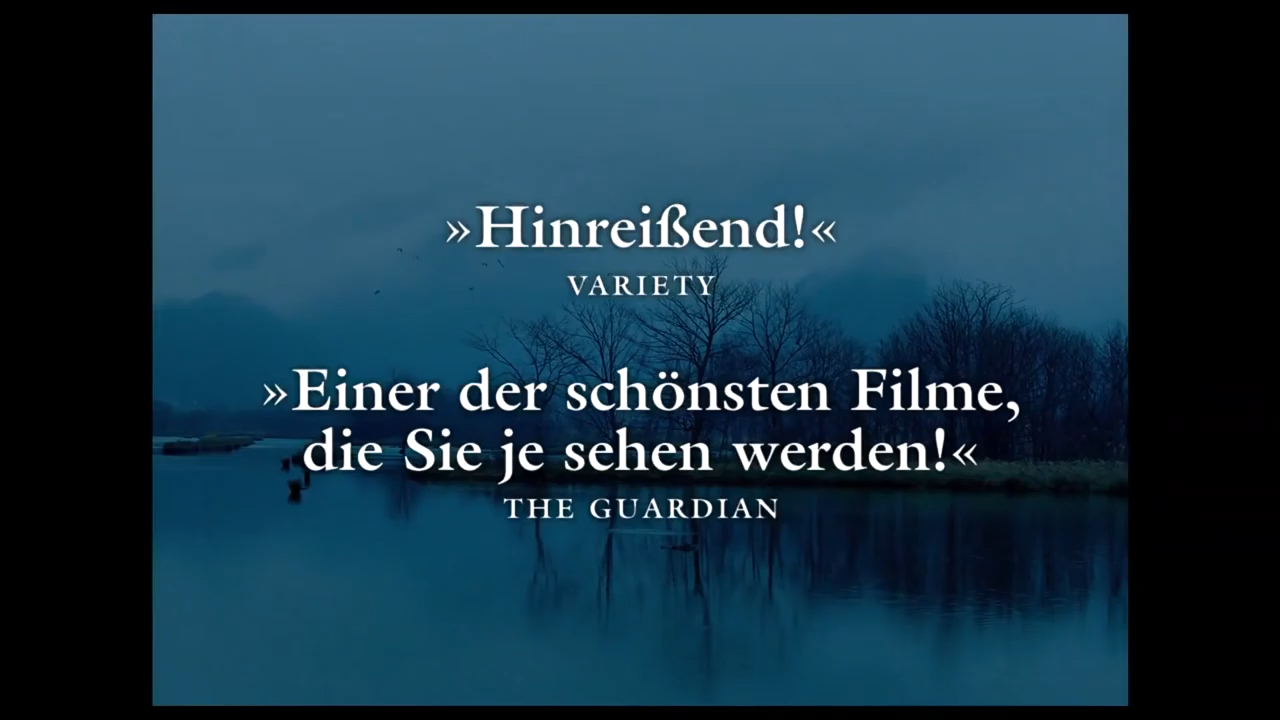 »Hinreißend!«
VARIETY
»Einer der schönsten Filme,
die Sie je sehen werden!«
THE GUARDIAN